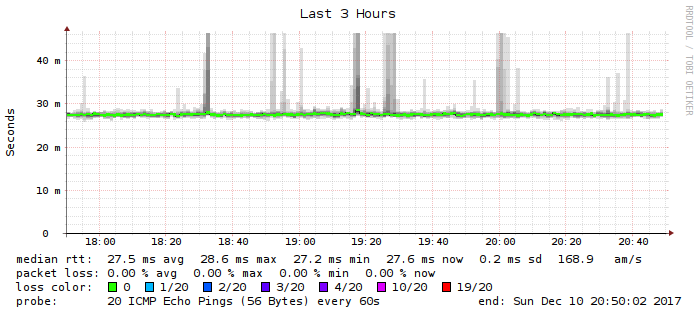 Last 3 Hours
RRDTOOL / TOBI OETIKER
Seconds
40 m
30 m
20 m
10 m
0
18:00 18:20 18:40 19:00 19:20 19:40 20:00 20:20 20:40
median rtt: 27.5 ms avg 28.6 ms max 27.2 ms min 27.6 ms now 0.2 ms sd 168.9 am/s
packet loss: 0.00 % avg 0.00 % max 0.00 % min 0.00 % now
loss color: 0 1/20 2/20 3/20 4/20 10/20 19/20
probe: 20 ICMP Echo Pings (56 Bytes) every 60s end: Sun Dec 10 20:50:02 2017